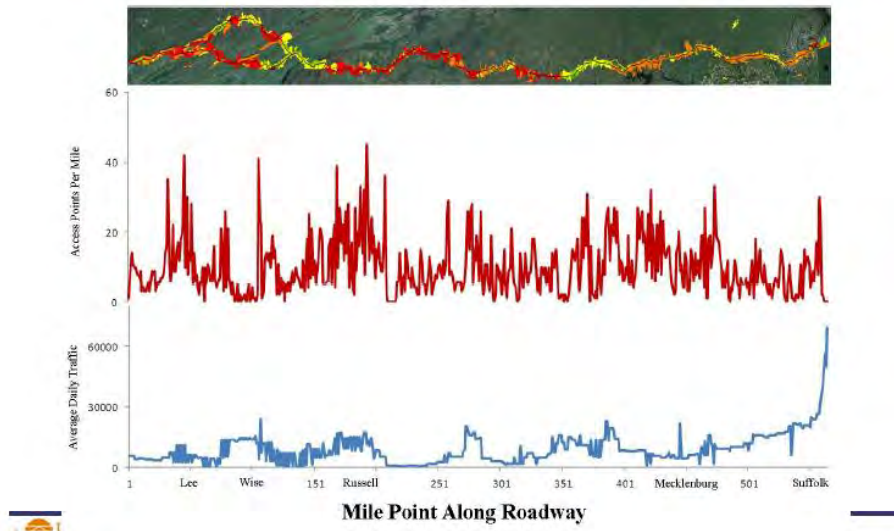 60
40
20
0
Access Points Per Mile
60000
30000
0
Average Daily Traffic
1 Lee Wise 151 Russell 251 301 351 401 Mecklenburg 501 Suffolk
Mile Point Along Roadway